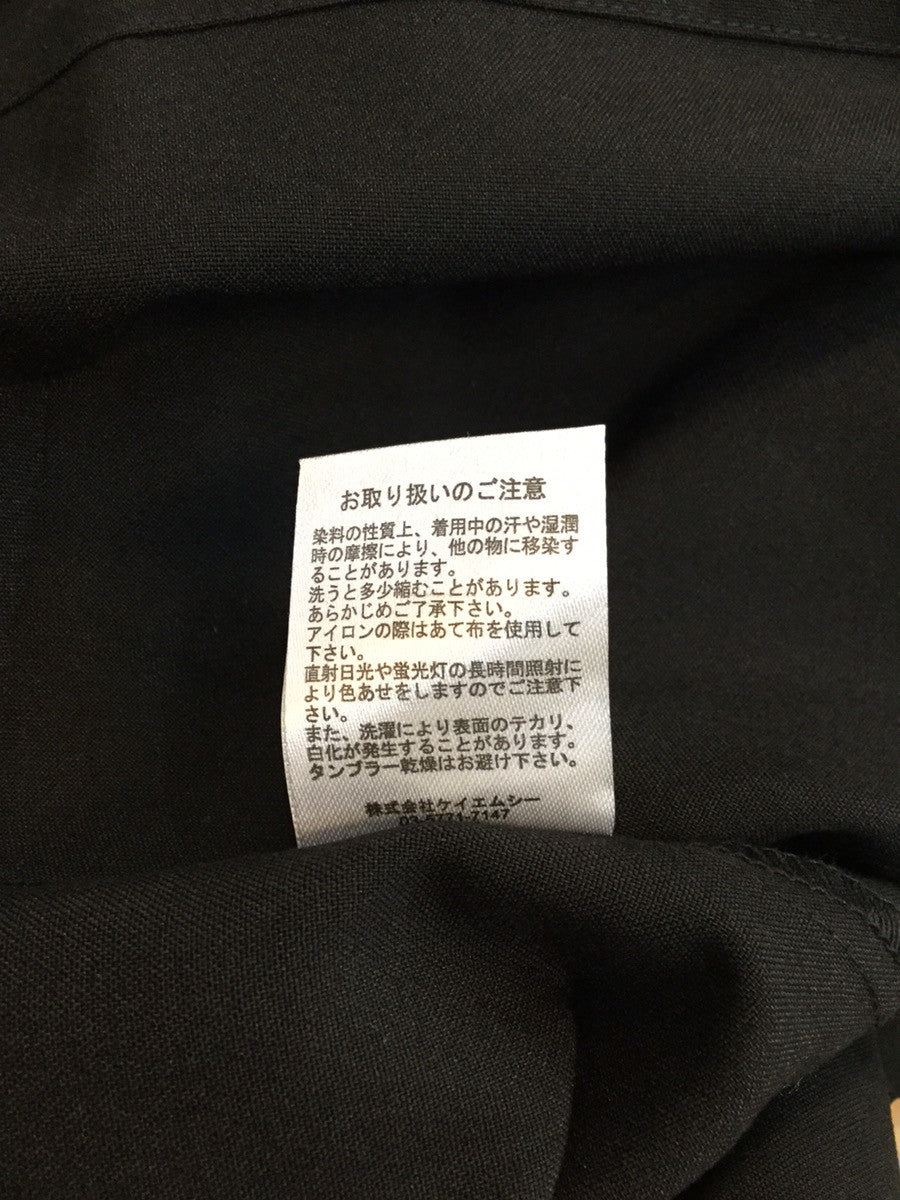 お取り扱いのご注意
染料の性質上、着用中の汗や湿潤
時の摩擦により、他の物に移染す
ることがあります。
洗うと多少縮むことがあります。
あらかじめご了承下さい。
アイロンの際はあて布を使用して
下さい。
直射日光や蛍光灯の長時間照射に
より色あせをしますのでご注意下
さい。
また、洗濯により表面のテカリ、
白化が発生することがあります。
タンブラー乾燥はお避け下さい。
株式会社ケイエムシー
03-5771-7147